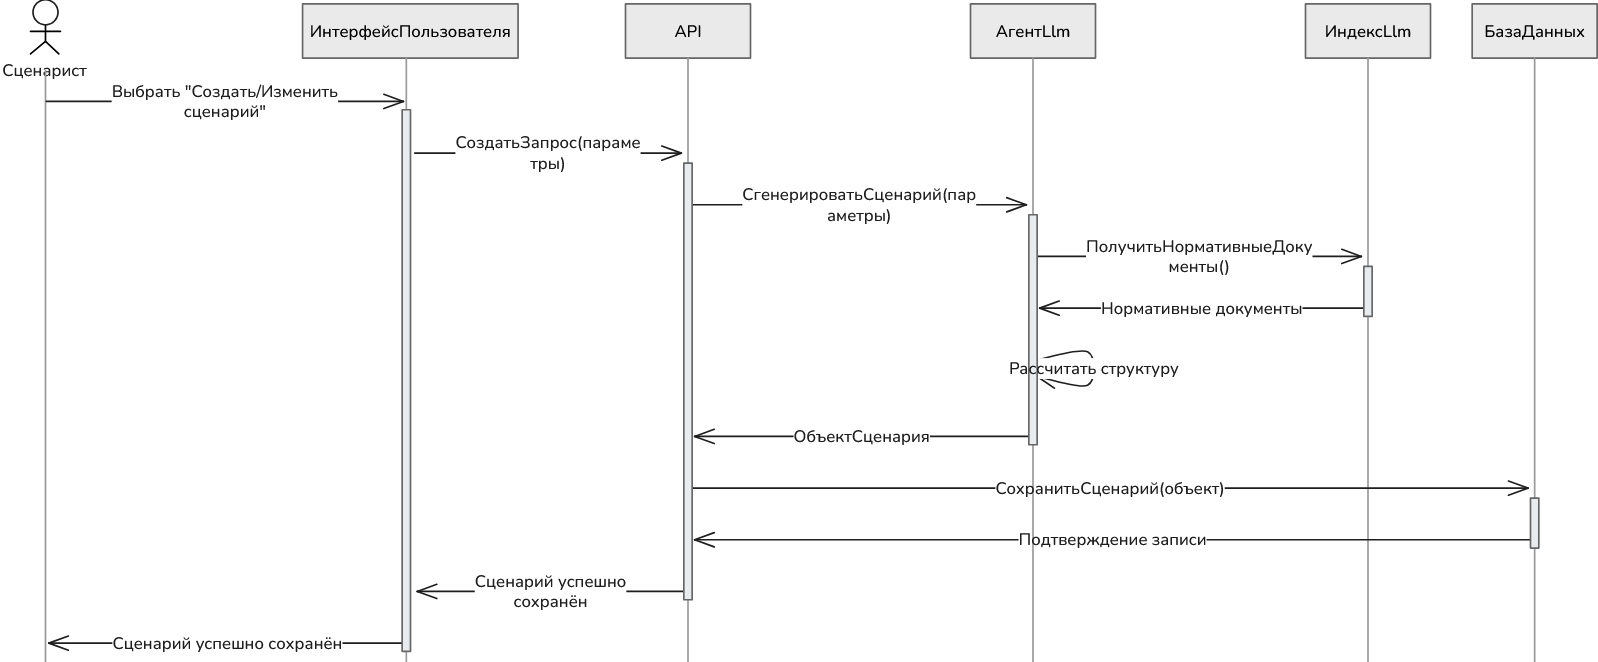 ИнтерфейсПользователя
API
АгентLlm
ИндексLlm
БазаДанных
Сценарист
Выбрать "Создать/Изменить
сценарий"
СоздатьЗапрос(параме
тры)
СгенерироватьСценарий(пар
аметры)
ПолучитьНормативныеДоку
менты()
Нормативные документы
Рассчитать структуру
ОбъектСценария
СохранитьСценарий(объект)
Подтверждение записи
Сценарий успешно
сохранён
Сценарий успешно сохранён